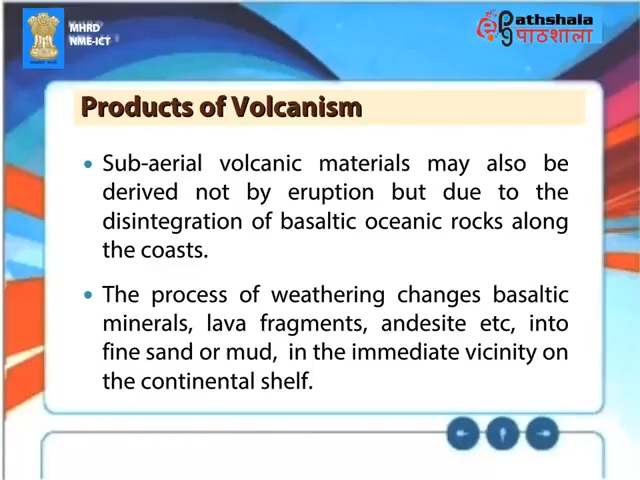 MHRD
NME-ICT
ePathshala
पाठशाला
Products of Volcanism
• Sub-aerial volcanic materials may also be
derived not by eruption but due to the
disintegration of basaltic oceanic rocks along
the coasts.
• The process of weathering changes basaltic
minerals, lava fragments, andesite etc, into
fine sand or mud, in the immediate vicinity on
the continental shelf.